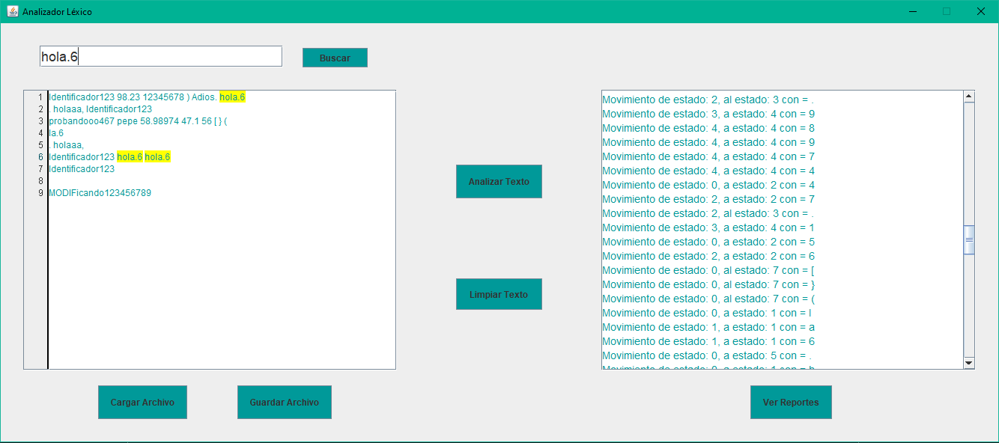 Analizador Léxico
hola.6
Buscar
1 Identificador123 98.23 12345678 ) Adios. hola.6
2 . holaaa, Identificador123
3 probandooo467 pepe 58.98974 47.1 56 [ } (
4 la.6
5 . holaaa,
6 Identificador123 hola.6 hola.6
7 Identificador123
8
9 MODIFicando123456789
Analizar Texto
Limpiar Texto
Movimiento de estado: 2, al estado: 3 con = .
Movimiento de estado: 3, a estado: 4 con = 9
Movimiento de estado: 4, a estado: 4 con = 8
Movimiento de estado: 4, a estado: 4 con = 9
Movimiento de estado: 4, a estado: 4 con = 7
Movimiento de estado: 4, a estado: 4 con = 4
Movimiento de estado: 0, a estado: 2 con = 4
Movimiento de estado: 2, a estado: 2 con = 7
Movimiento de estado: 2, al estado: 3 con = .
Movimiento de estado: 3, a estado: 4 con = 1
Movimiento de estado: 0, a estado: 2 con = 5
Movimiento de estado: 2, a estado: 2 con = 6
Movimiento de estado: 0, al estado: 7 con = [
Movimiento de estado: 0, al estado: 7 con = }
Movimiento de estado: 0, al estado: 7 con = (
Movimiento de estado: 0, a estado: 1 con = l
Movimiento de estado: 1, a estado: 1 con = a
Movimiento de estado: 1, a estado: 1 con = 6
Movimiento de estado: 0, a estado: 5 con = .
Movimiento de estado: 0, a estado: 1 con = h
Cargar Archivo
Guardar Archivo
Ver Reportes